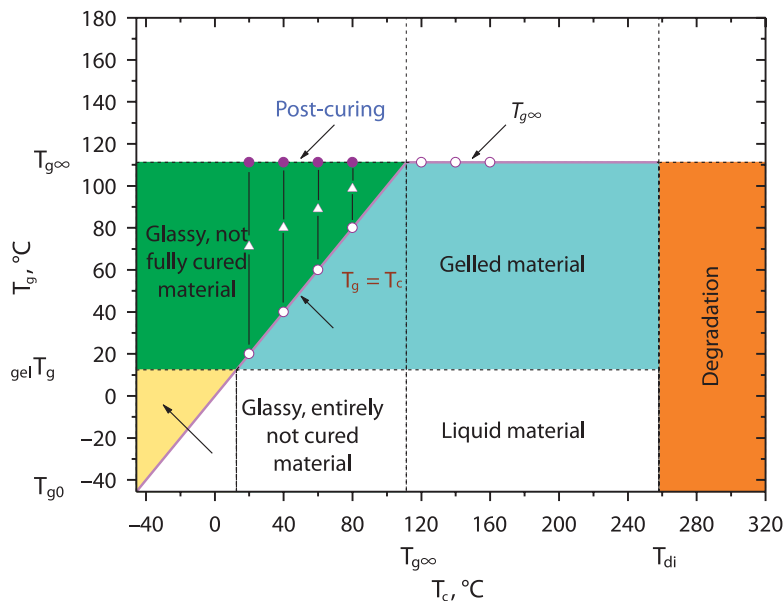 180
160
140
Post-curing
Tg∞
Tg∞
100
80
60
40
20
gelTg
0
−20
Tg0
−40
Tg, °C
Glassy, not
fully cured
material
Tg = Tc
Gelled material
Glassy, entirely
not cured
material
Liquid material
Degradation
−40
0
40
80
120
160
200
240
280
320
Tg∞
Tdi
Tc, °C